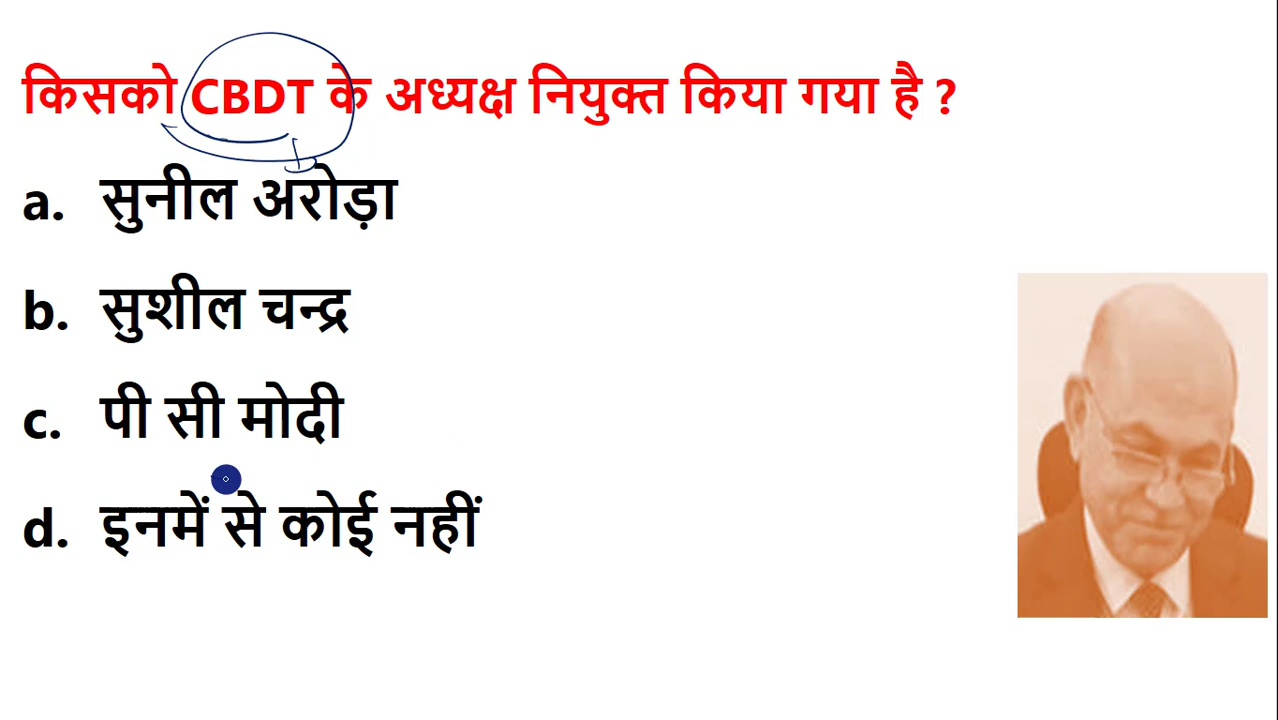 किसको CBDT के अध्यक्ष नियुक्त किया गया है ?
a. सुनील अरोड़ा
b. सुशील चन्द्र
c. पी सी मोदी
d. इनमें से कोई नहीं